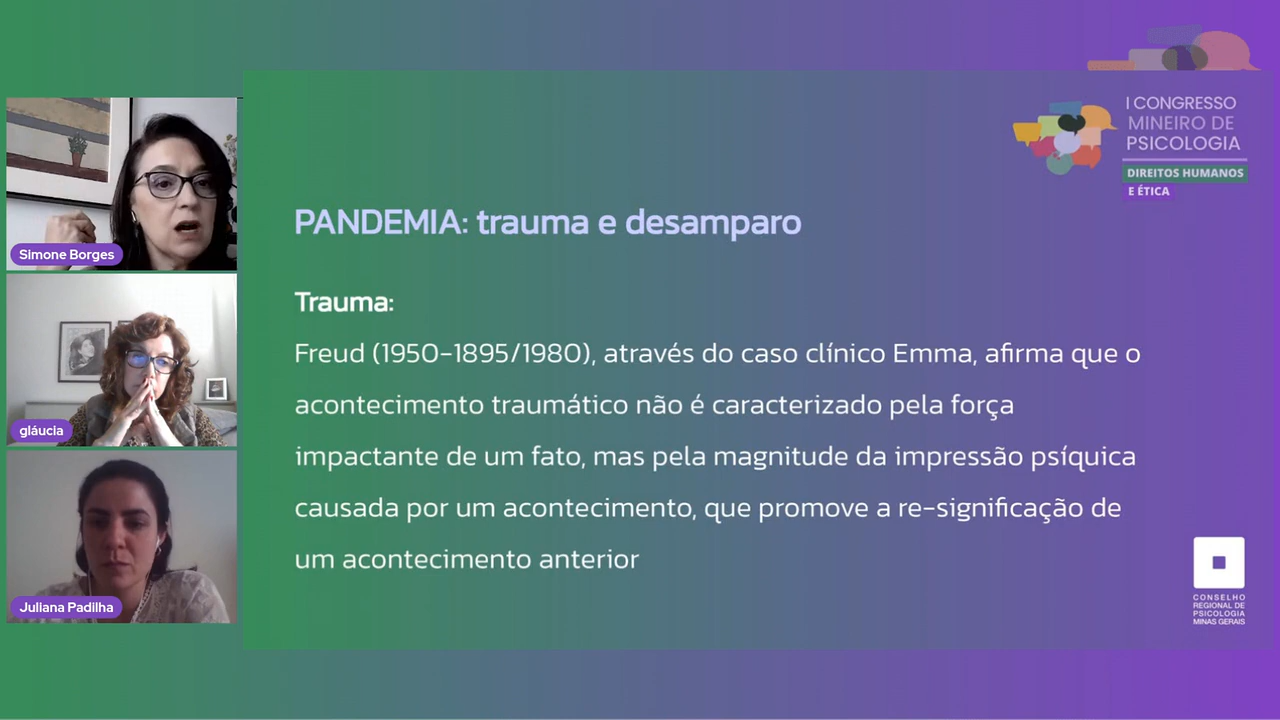 I CONGRESSO
MINEIRO DE
PSICOLOGIA
DIREITOS HUMANOS
E ÉTICA
PANDEMIA: trauma e desamparo
Trauma:
Freud (1950-1895/1980), através do caso clínico Emma, afirma que o
acontecimento traumático não é caracterizado pela força
impactante de um fato, mas pela magnitude da impressão psíquica
causada por um acontecimento, que promove a re-significação de
um acontecimento anterior
Simone Borges
gláucia
Juliana Padilha
CONSELHO
REGIONAL DE
PSICOLOGIA
MINAS GERAIS